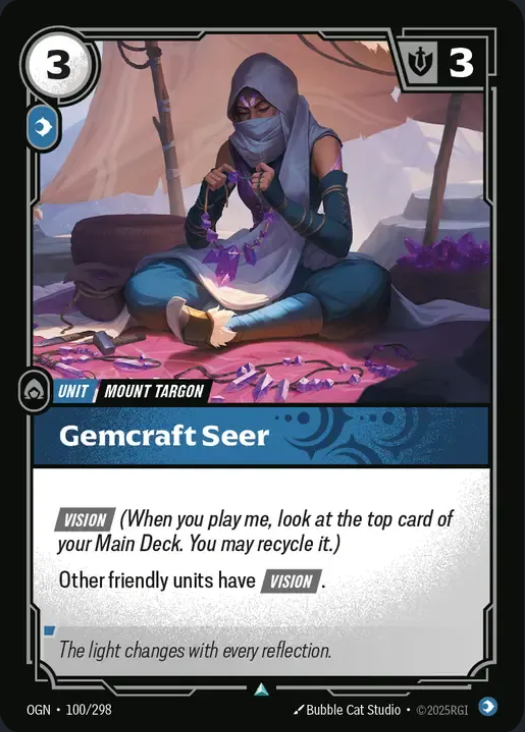 3
3
UNIT MOUNT TARGON
Gemcraft Seer
VISION (When you play me, look at the top card of
your Main Deck. You may recycle it.)
Other friendly units have VISION.
The light changes with every reflection.
OGN • 100/298 Bubble Cat Studio • ©2025RGI